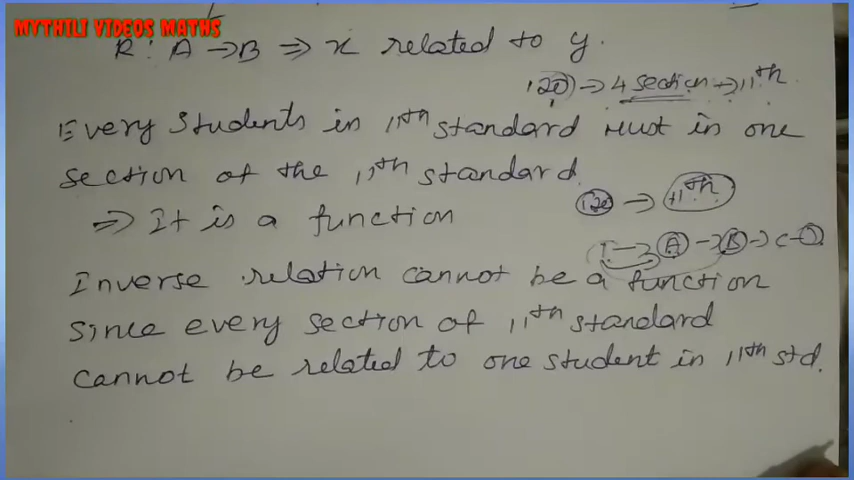 MYTHILI VIDEOS MATHS
R : A → B ⇒ x related to y.
120 → 4 section → 11th
Every students in 11th standard must in one
section of the 11th standard
120 → 11th
⇒ It is a function
1 → A → B → C →
Inverse relation cannot be a function
since every section of 11th standard
cannot be related to one student in 11th std.